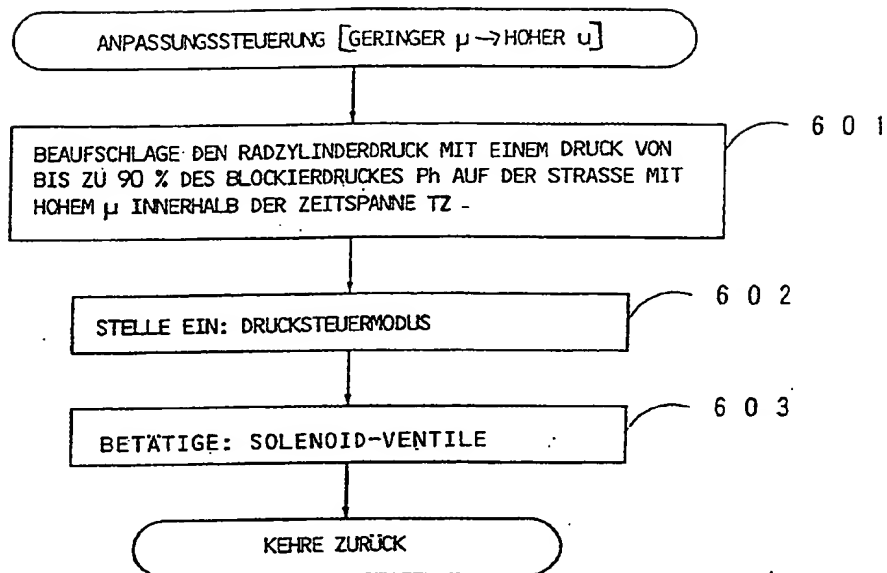 ANPASSUNGSSTEUERUNG [GERINGER µ → HOHER u]
601
BEAUFSCHLAGE DEN RADZYLINDERDRUCK MIT EINEM DRUCK VON
BIS ZU 90 % DES BLOCKIERDRUCKES Ph AUF DER STRASSE MIT
HOHEM µ INNERHALB DER ZEITSPANNE TZ
602
STELLE EIN: DRUCKSTEUERMODUS
603
BETÄTIGE: SOLENOID-VENTILE
KEHRE ZURÜCK